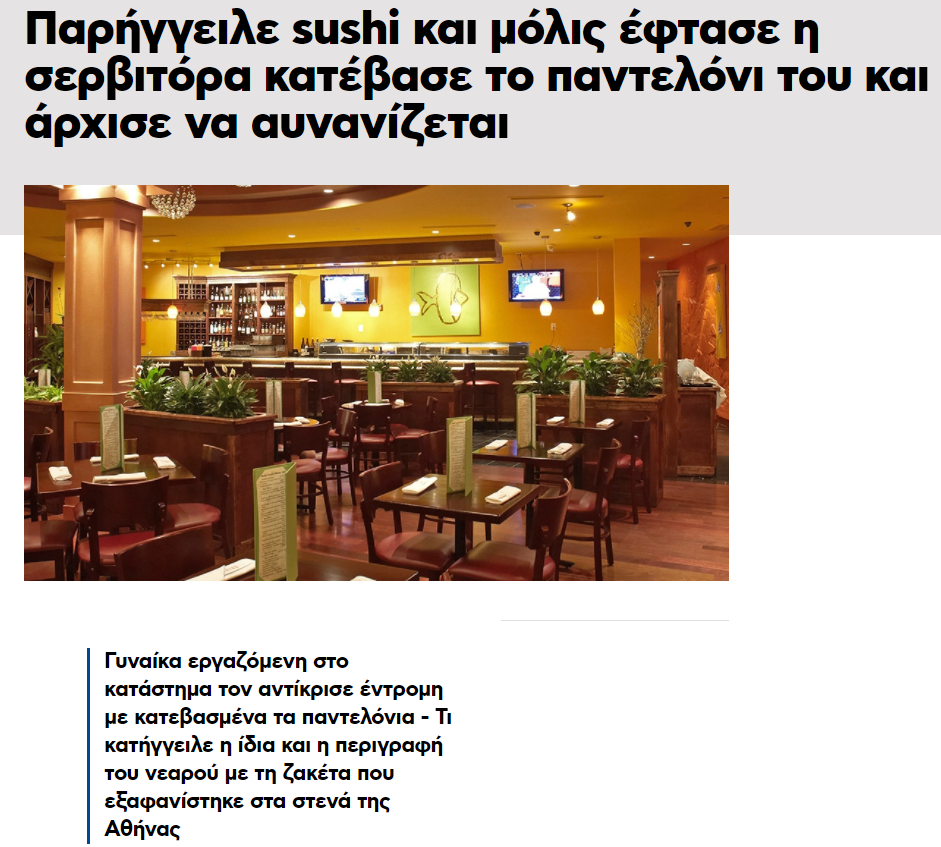 Παρήγγειλε sushi και μόλις έφτασε η
σερβιτόρα κατέβασε το παντελόνι του και
άρχισε να αυνανίζεται
Γυναίκα εργαζόμενη στο
κατάστημα τον αντίκρισε έντρομη
με κατεβασμένα τα παντελόνια - Τι
κατήγγειλε η ίδια και η περιγραφή
του νεαρού με τη ζακέτα που
εξαφανίστηκε στα στενά της
Αθήνας